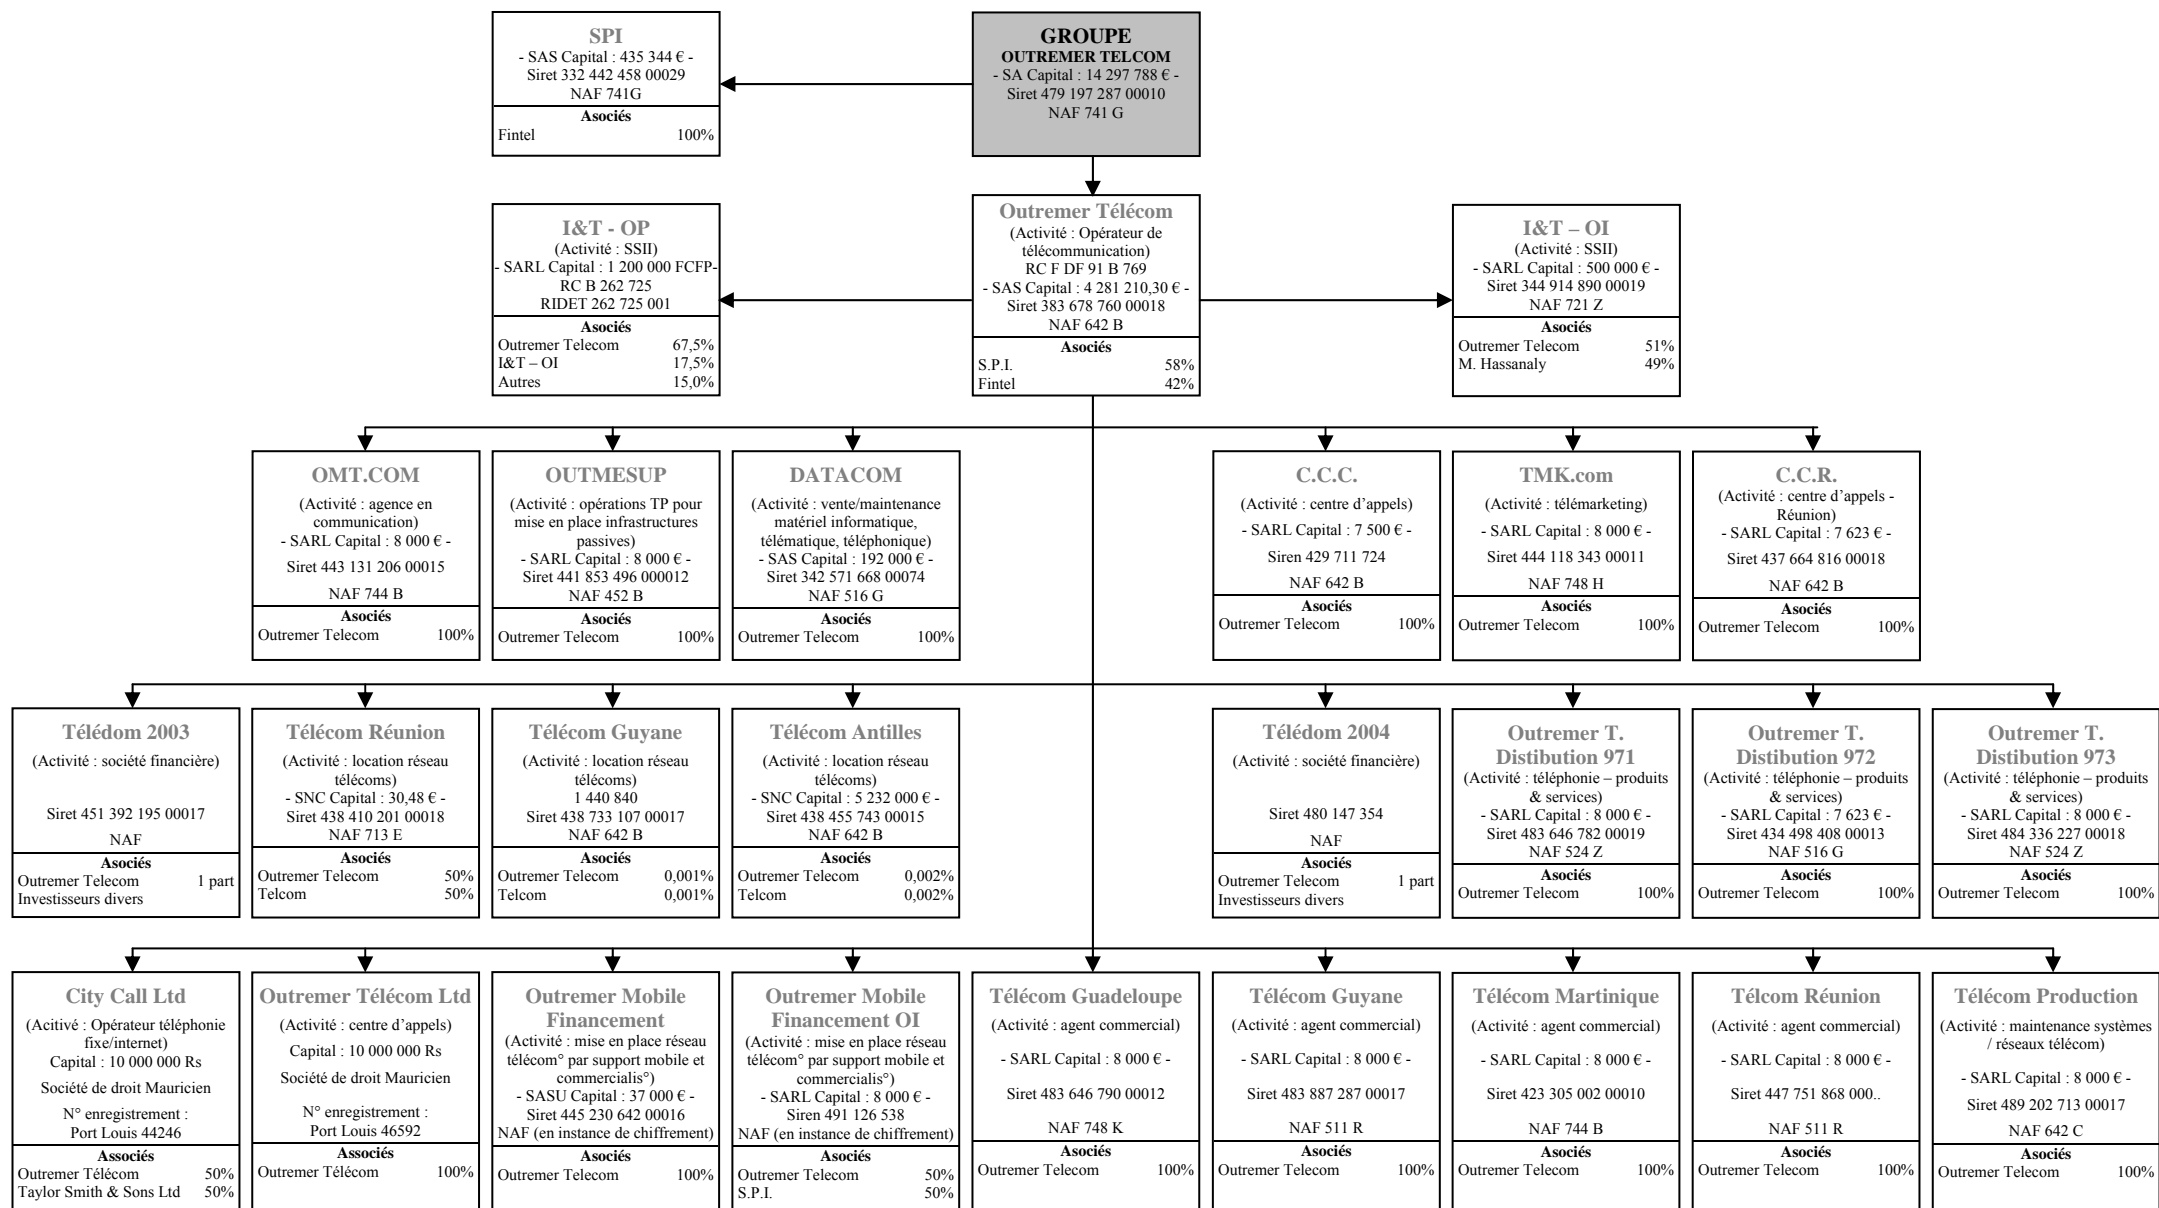 SPI
- SAS Capital : 435 344 € -
Siret 332 442 458 00029
NAF 741G
Asociés
Fintel 100%
GROUPE
OUTREMER TELCOM
- SA Capital : 14 297 788 € -
Siret 479 197 287 00010
NAF 741 G
I&T - OP
(Activité : SSII)
- SARL Capital : 1 200 000 FCFP-
RC B 262 725
RIDET 262 725 001
Asociés
Outremer Telecom 67,5%
I&T – OI 17,5%
Autres 15,0%
Outremer Télécom
(Activité : Opérateur de
télécommunication)
RC F DF 91 B 769
- SAS Capital : 4 281 210,30 € -
Siret 383 678 760 00018
NAF 642 B
Asociés
S.P.I. 58%
Fintel 42%
I&T – OI
(Activité : SSII)
- SARL Capital : 500 000 € -
Siret 344 914 890 00019
NAF 721 Z
Asociés
Outremer Telecom 51%
M. Hassanaly 49%
OMT.COM
(Activité : agence en
communication)
- SARL Capital : 8 000 € -
Siret 443 131 206 00015
NAF 744 B
Asociés
Outremer Telecom 100%
OUTMESUP
(Activité : opérations TP pour
mise en place infrastructures
passives)
- SARL Capital : 8 000 € -
Siret 441 853 496 000012
NAF 452 B
Asociés
Outremer Telecom 100%
DATACOM
(Activité : vente/maintenance
matériel informatique,
télématique, téléphonique)
- SAS Capital : 192 000 € -
Siret 342 571 668 00074
NAF 516 G
Asociés
Outremer Telecom 100%
C.C.C.
(Activité : centre d’appels)
- SARL Capital : 7 500 € -
Siren 429 711 724
NAF 642 B
Asociés
Outremer Telecom 100%
TMK.com
(Activité : télémarketing)
- SARL Capital : 8 000 € -
Siret 444 118 343 00011
NAF 748 H
Asociés
Outremer Telecom 100%
C.C.R.
(Activité : centre d’appels -
Réunion)
- SARL Capital : 7 623 € -
Siret 437 664 816 00018
NAF 642 B
Asociés
Outremer Telecom 100%
Télédom 2003
(Activité : société financière)
Siret 451 392 195 00017
NAF
Asociés
Outremer Telecom 1 part
Investisseurs divers
Télécom Réunion
(Activité : location réseau
télécoms)
- SNC Capital : 30,48 € -
Siret 438 410 201 00018
NAF 713 E
Asociés
Outremer Telecom 50%
Telcom 50%
Télécom Guyane
(Activité : location réseau
télécoms)
1 440 840
Siret 438 733 107 00017
NAF 642 B
Asociés
Outremer Telecom 0,001%
Telcom 0,001%
Télécom Antilles
(Activité : location réseau
télécoms)
- SNC Capital : 5 232 000 € -
Siret 438 455 743 00015
NAF 642 B
Asociés
Outremer Telecom 0,002%
Telcom 0,002%
Télédom 2004
(Activité : société financière)
Siret 480 147 354
NAF
Asociés
Outremer Telecom 1 part
Investisseurs divers
Outremer T.
Distibution 971
(Activité : téléphonie – produits
& services)
- SARL Capital : 8 000 € -
Siret 483 646 782 00019
NAF 524 Z
Asociés
Outremer Telecom 100%
Outremer T.
Distibution 972
(Activité : téléphonie – produits
& services)
- SARL Capital : 7 623 € -
Siret 434 498 408 00013
NAF 516 G
Asociés
Outremer Telecom 100%
Outremer T.
Distibution 973
(Activité : téléphonie – produits
& services)
- SARL Capital : 8 000 € -
Siret 484 336 227 00018
NAF 524 Z
Asociés
Outremer Telecom 100%
City Call Ltd
(Acitivé : Opérateur téléphonie
fixe/internet)
Capital : 10 000 000 Rs
Société de droit Mauricien
N° enregistrement :
Port Louis 44246
Associés
Outremer Télécom 50%
Taylor Smith & Sons Ltd 50%
Outremer Télécom Ltd
(Activité : centre d’appels)
Capital : 10 000 000 Rs
Société de droit Mauricien
N° enregistrement :
Port Louis 46592
Associés
Outremer Télécom 100%
Outremer Mobile
Financement
(Activité : mise en place réseau
télécom° par support mobile et
commercialis°)
- SASU Capital : 37 000 € -
Siret 445 230 642 00016
NAF (en instance de chiffrement)
Asociés
Outremer Telecom 100%
Outremer Mobile
Financement OI
(Activité : mise en place réseau
télécom° par support mobile et
commercialis°)
- SARL Capital : 8 000 € -
Siren 491 126 538
NAF (en instance de chiffrement)
Asociés
Outremer Telecom 50%
S.P.I. 50%
Télécom Guadeloupe
(Activité : agent commercial)
- SARL Capital : 8 000 € -
Siret 483 646 790 00012
NAF 748 K
Asociés
Outremer Telecom 100%
Télécom Guyane
(Activité : agent commercial)
- SARL Capital : 8 000 € -
Siret 483 887 287 00017
NAF 511 R
Asociés
Outremer Telecom 100%
Télécom Martinique
(Activité : agent commercial)
- SARL Capital : 8 000 € -
Siret 423 305 002 00010
NAF 744 B
Asociés
Outremer Telecom 100%
Télcom Réunion
(Activité : agent commercial)
- SARL Capital : 8 000 € -
Siret 447 751 868 000..
NAF 511 R
Asociés
Outremer Telecom 100%
Télécom Production
(Activité : maintenance systèmes
/ réseaux télécom)
- SARL Capital : 8 000 € -
Siret 489 202 713 00017
NAF 642 C
Asociés
Outremer Telecom 100%